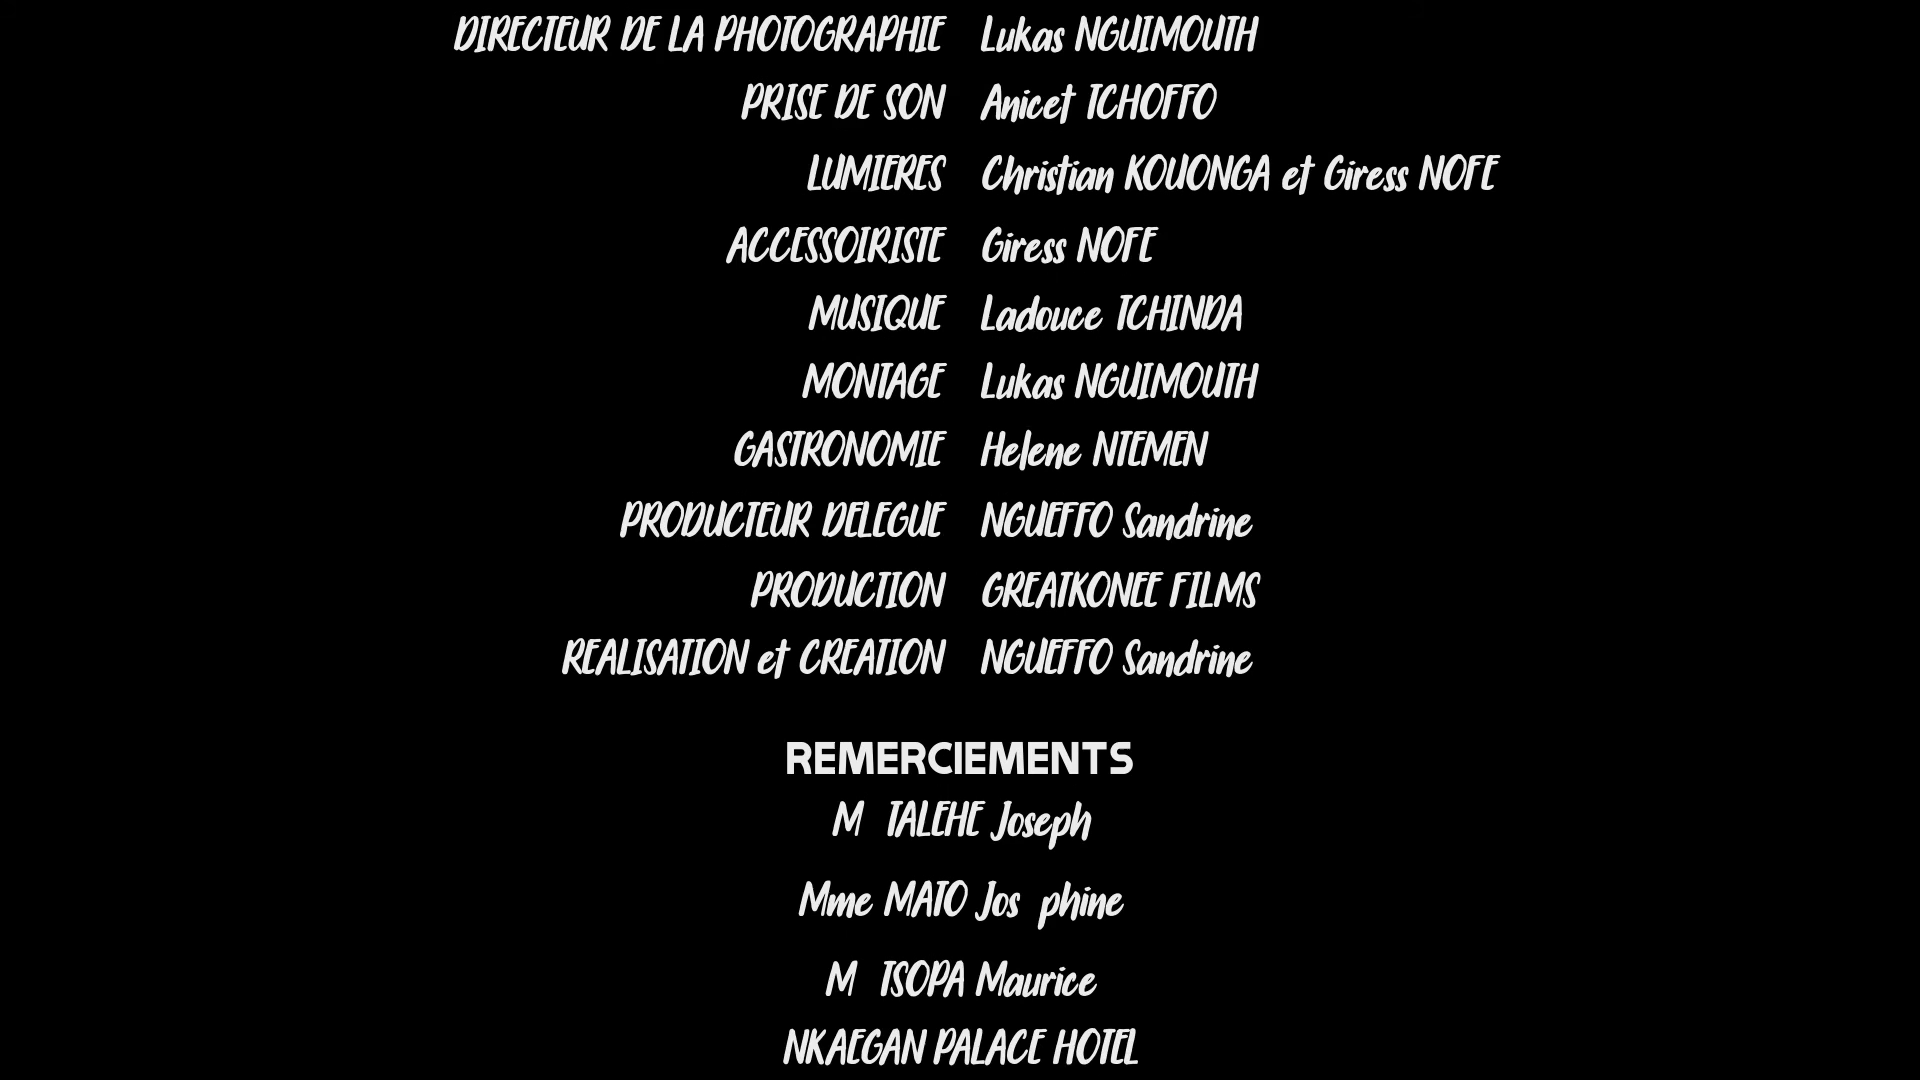 DIRECTEUR DE LA PHOTOGRAPHIE Lukas NGUIMOUTH
PRISE DE SON Anicet TCHOFFO
LUMIERES Christian KOUONGA et Giress NOFE
ACCESSOIRISTE Giress NOFE
MUSIQUE Ladouce TCHINDA
MONTAGE Lukas NGUIMOUTH
GASTRONOMIE Helene NTEMEN
PRODUCTEUR DELEGUE NGUEFFO Sandrine
PRODUCTION GREATKONEE FILMS
REALISATION et CREATION NGUEFFO Sandrine
REMERCIEMENTS
M TALEHE Joseph
Mme MATO Jos phine
M TSOPA Maurice
NKAEGAN PALACE HOTEL